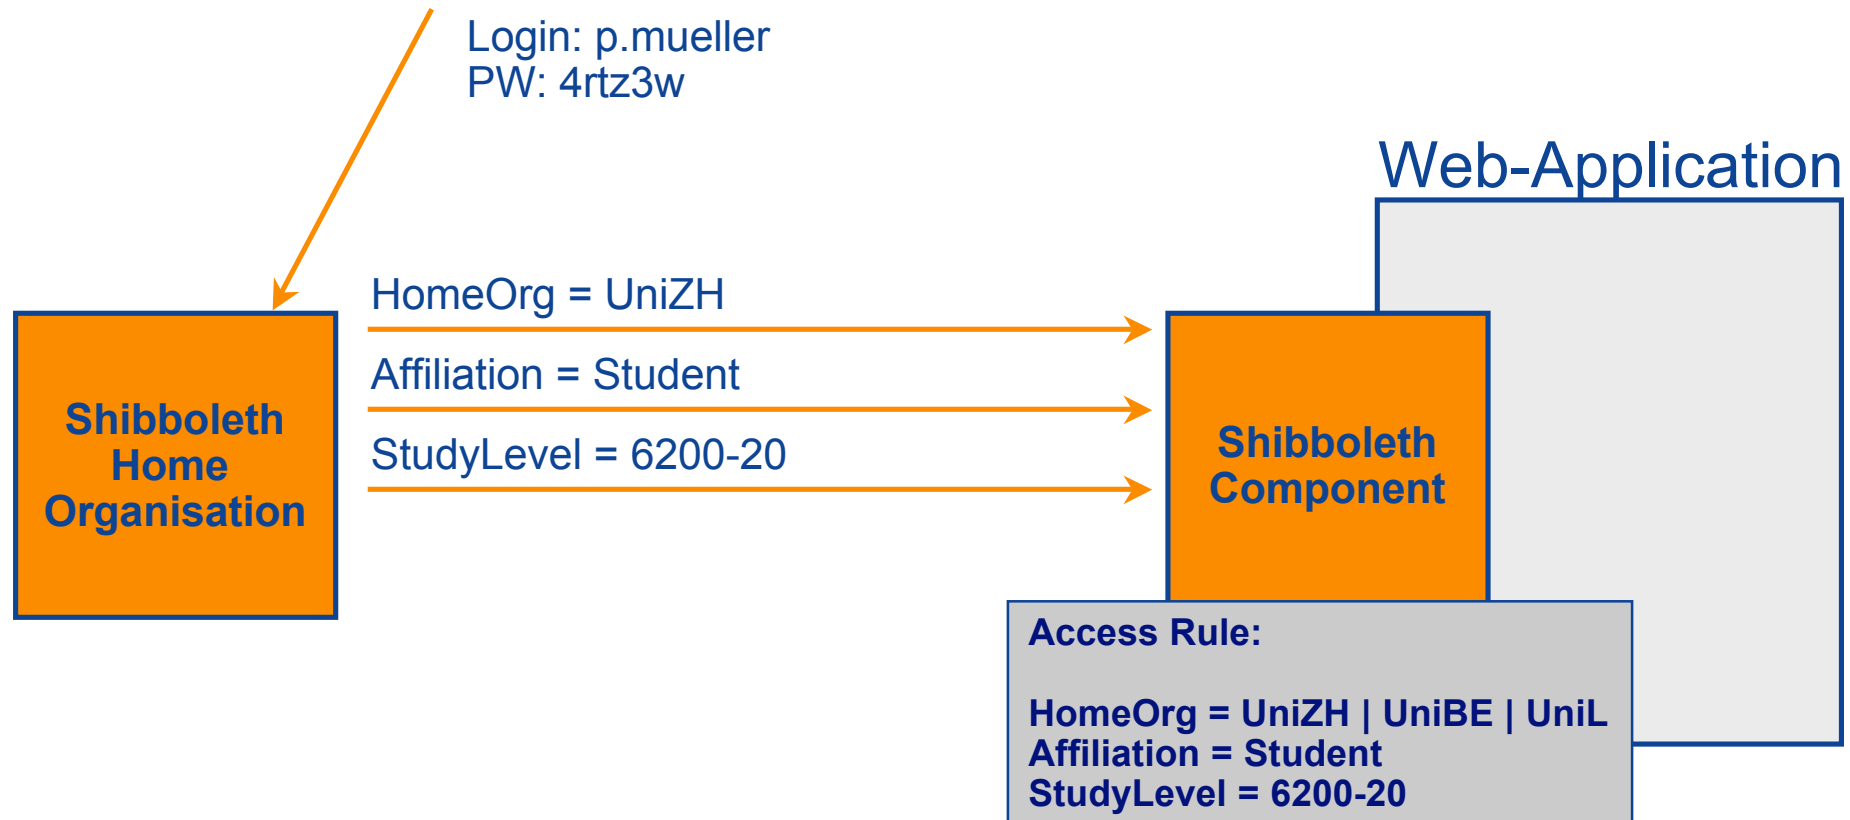 Login: p.mueller
PW: 4rtz3w
Web-Application
HomeOrg = UniZH
Affiliation = Student
StudyLevel = 6200-20
Shibboleth
Home
Organisation
Shibboleth
Component
Access Rule:
HomeOrg = UniZH | UniBE | UniL
Affiliation = Student
StudyLevel = 6200-20